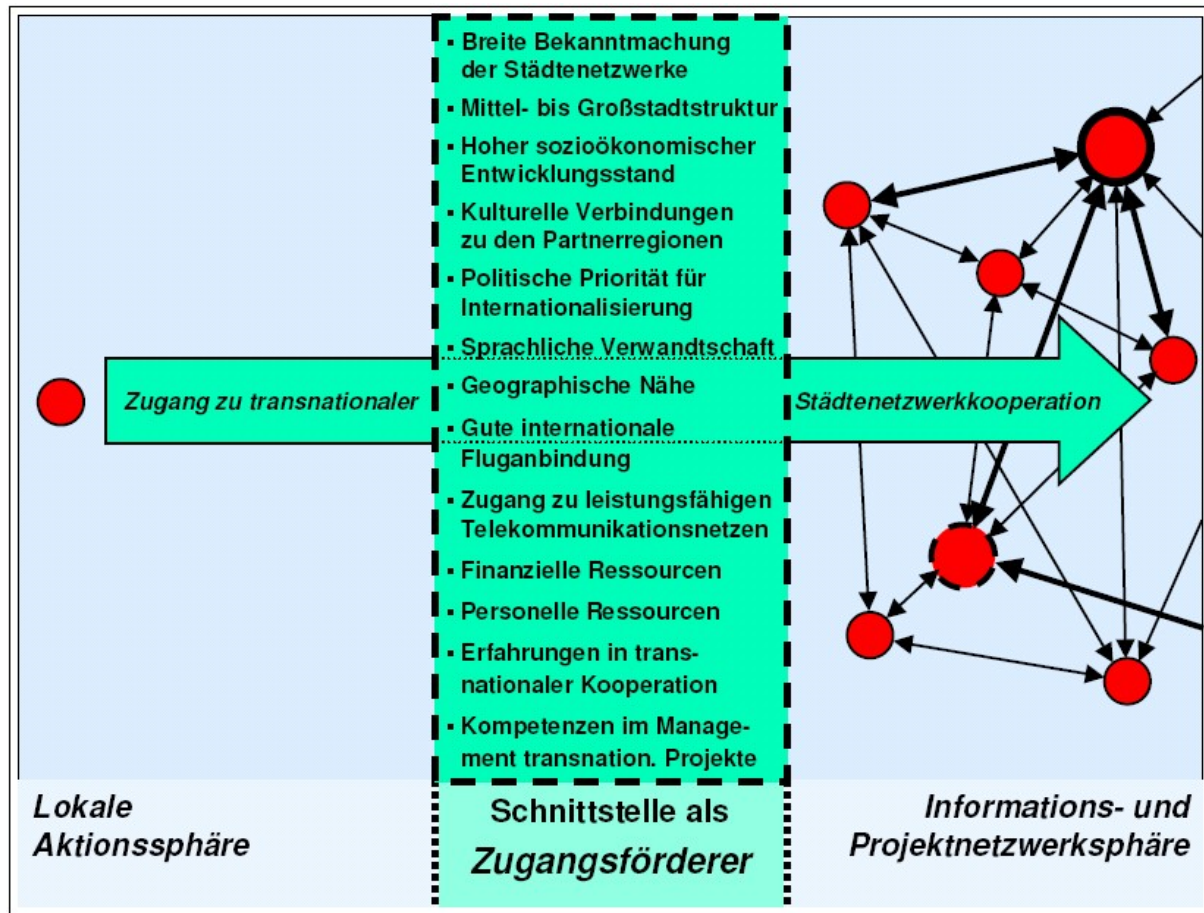 ▪ Breite Bekanntmachung
der Städtenetzwerke
▪ Mittel- bis Großstadtstruktur
▪ Hoher sozioökonomischer
Entwicklungsstand
▪ Kulturelle Verbindungen
zu den Partnerregionen
▪ Politische Priorität für
Internationalisierung
▪ Sprachliche Verwandtschaft
▪ Geographische Nähe
▪ Gute internationale
Fluganbindung
▪ Zugang zu leistungsfähigen
Telekommunikationsnetzen
▪ Finanzielle Ressourcen
▪ Personelle Ressourcen
▪ Erfahrungen in trans-
nationaler Kooperation
▪ Kompetenzen im Manage-
ment transnation. Projekte
Zugang zu transnationaler
Städtenetzwerkkooperation
Lokale
Aktionssphäre
Schnittstelle als
Zugangsförderer
Informations- und
Projektnetzwerksphäre